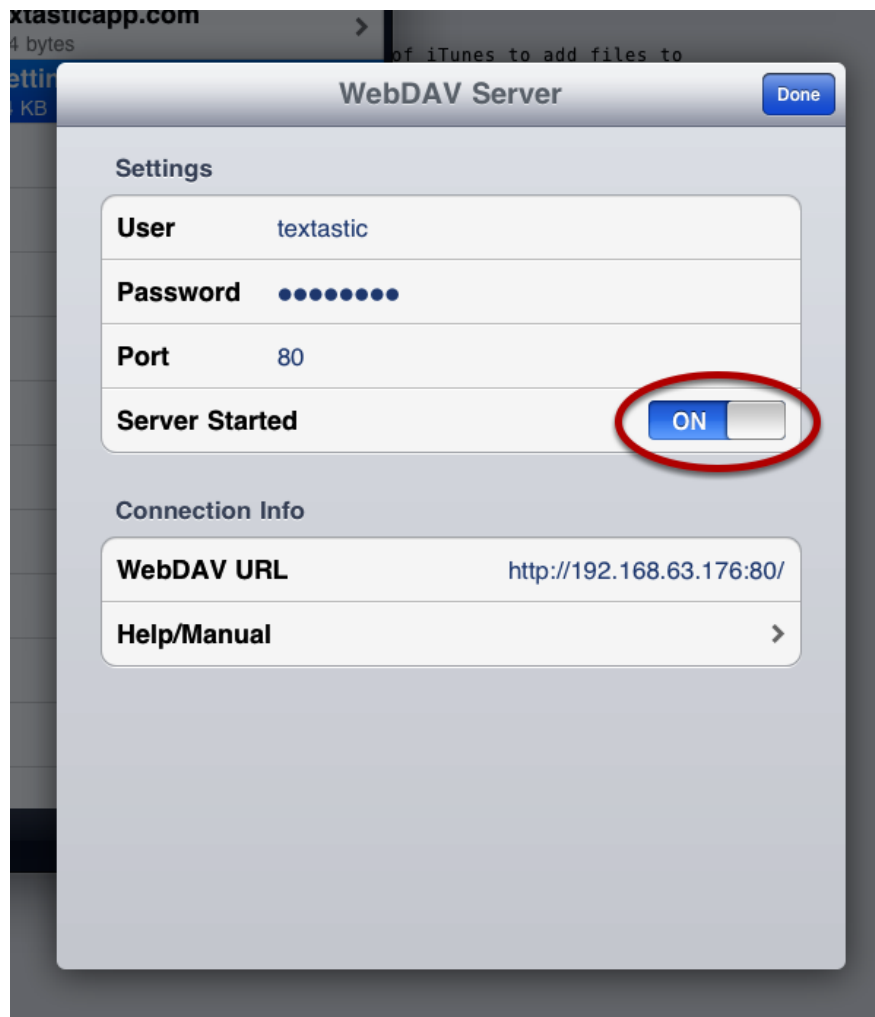 xtasticapp.com
4 bytes
of iTunes to add files to
ettin
KB
WebDAV Server
Done
Settings
User textastic
Password ●●●●●●●●
Port 80
Server Started ON
Connection Info
WebDAV URL http://192.168.63.176:80/
Help/Manual